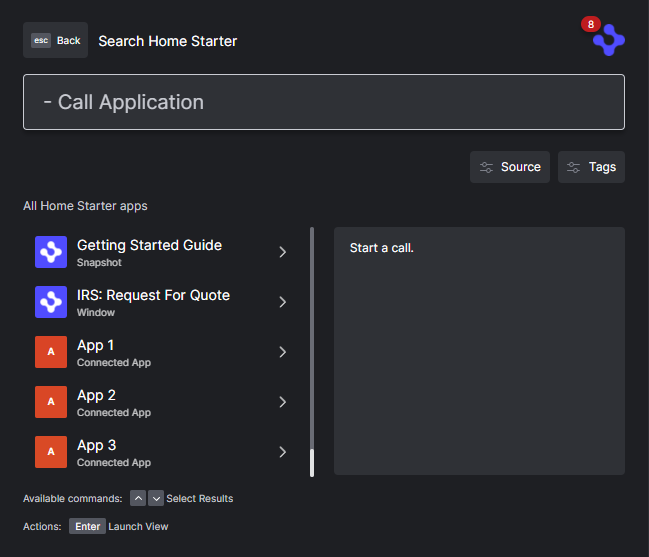 esc Back Search Home Starter 8
- Call Application
Source Tags
All Home Starter apps
Getting Started Guide
Snapshot
IRS: Request For Quote
Window
A App 1
Connected App
A App 2
Connected App
A App 3
Connected App
Start a call.
Available commands: Select Results
Actions: Enter Launch View